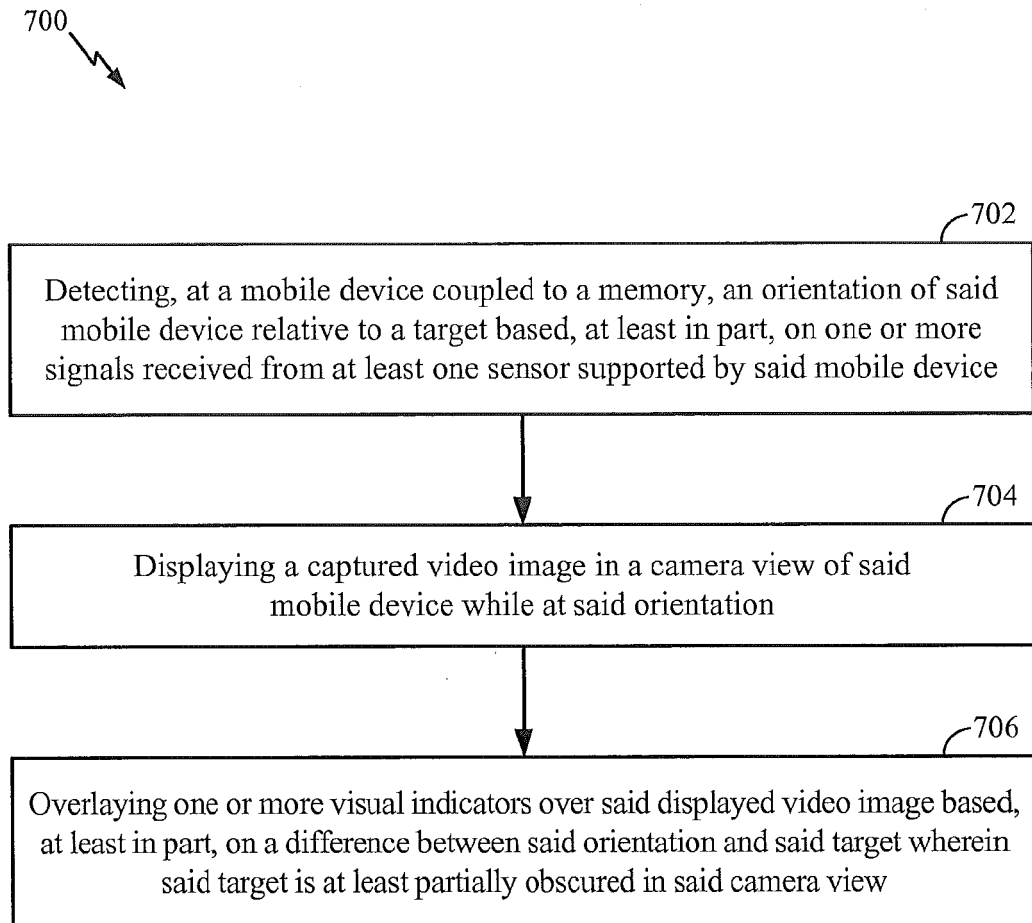 700
702
Detecting, at a mobile device coupled to a memory, an orientation of said
mobile device relative to a target based, at least in part, on one or more
signals received from at least one sensor supported by said mobile device
704
Displaying a captured video image in a camera view of said
mobile device while at said orientation
706
Overlaying one or more visual indicators over said displayed video image based,
at least in part, on a difference between said orientation and said target wherein
said target is at least partially obscured in said camera view